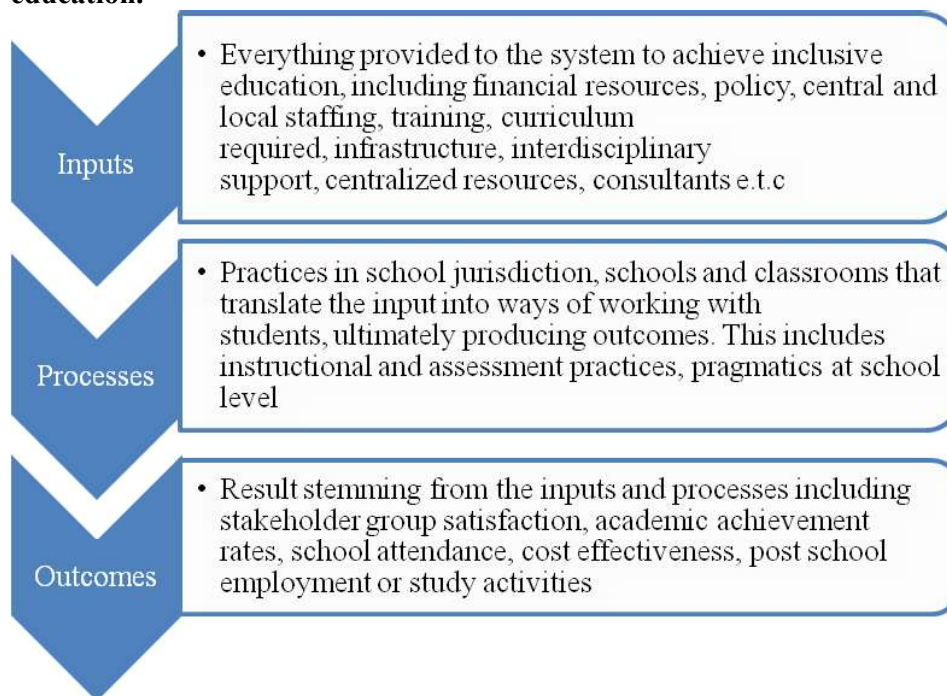 education.
• Everything provided to the system to achieve inclusive
education, including financial resources, policy, central and
local staffing, training, curriculum
required, infrastructure, interdisciplinary
support, centralized resources, consultants e.t.c
Inputs
• Practices in school jurisdiction, schools and classrooms that
translate the input into ways of working with
students, ultimately producing outcomes. This includes
instructional and assessment practices, pragmatics at school
level
Processes
• Result stemming from the inputs and processes including
stakeholder group satisfaction, academic achievement
rates, school attendance, cost effectiveness, post school
employment or study activities
Outcomes